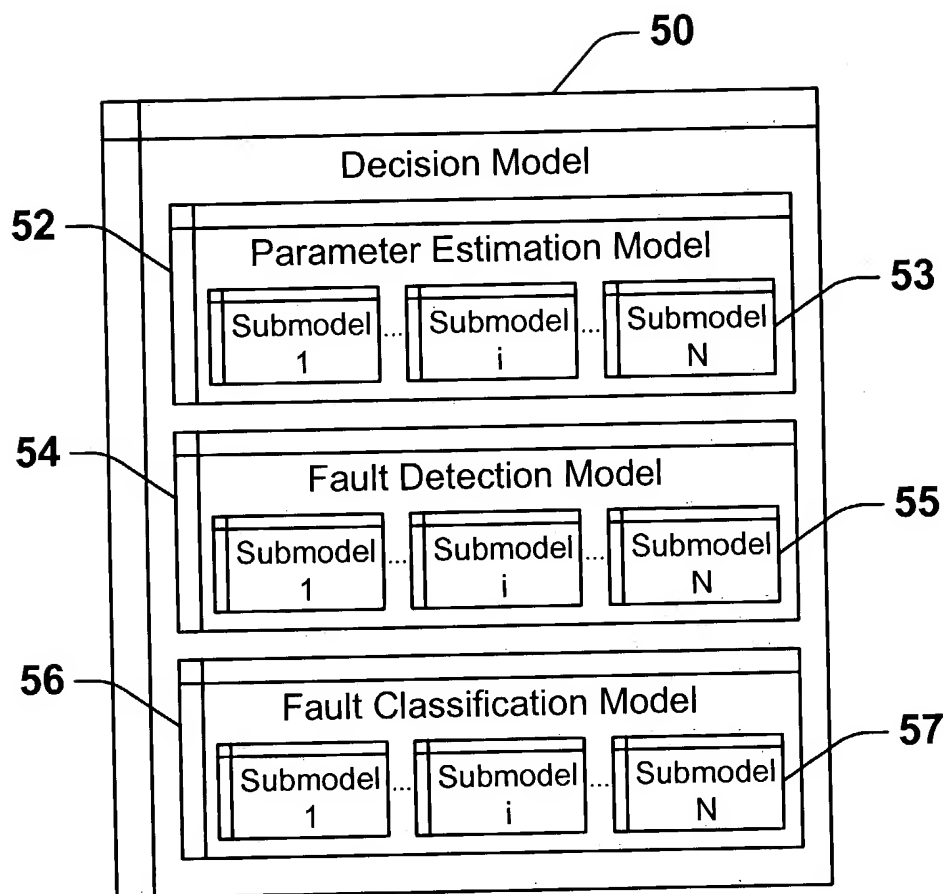 50
Decision Model
52
Parameter Estimation Model
53
Submodel 1
...
Submodel i
...
Submodel N
54
Fault Detection Model
55
Submodel 1
...
Submodel i
...
Submodel N
56
Fault Classification Model
57
Submodel 1
...
Submodel i
...
Submodel N